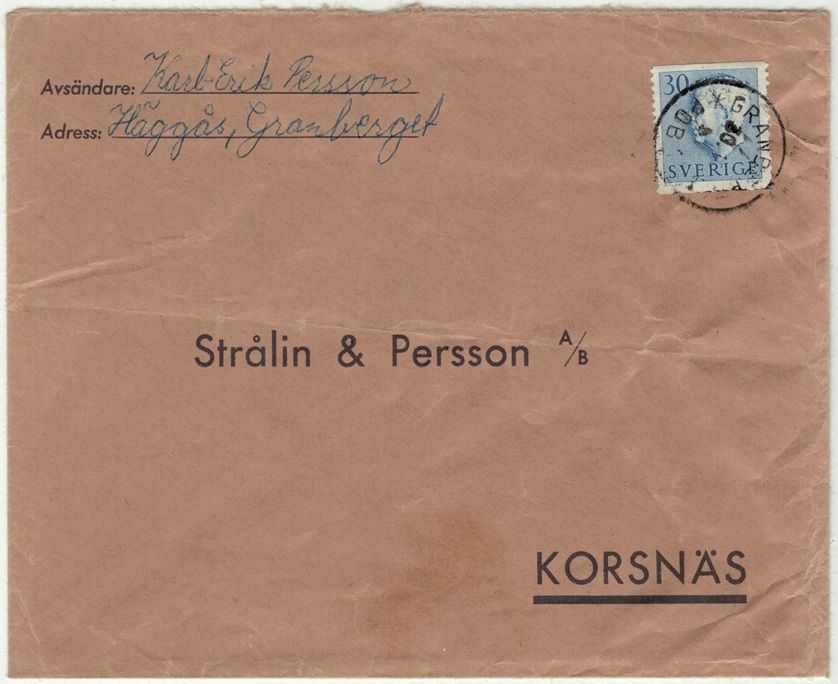 Avsändare: Karl-Erik Persson
Adress: Häggås, Granberget
30
SVERIGE
Strålin & Persson A/B
KORSNÄS